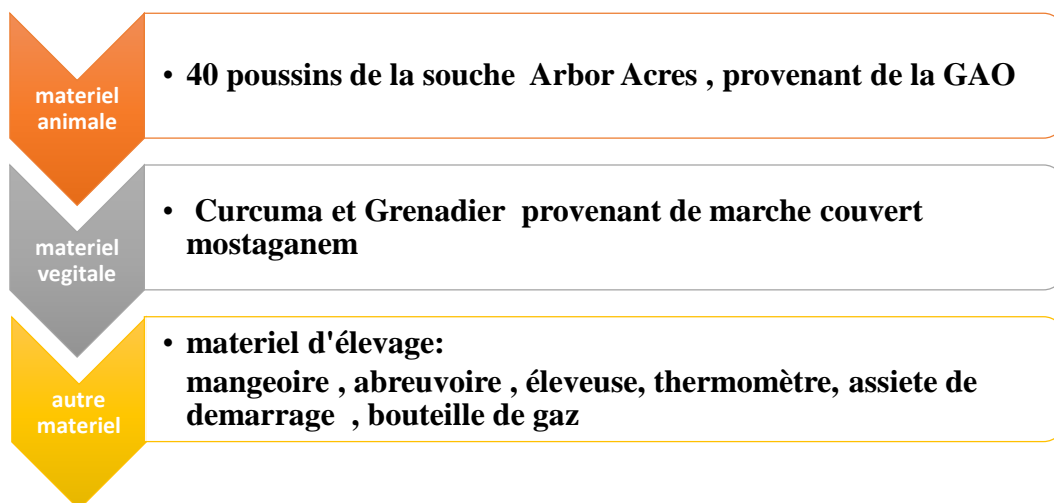 materiel
animale
• 40 poussins de la souche Arbor Acres , provenant de la GAO
materiel
vegitale
• Curcuma et Grenadier provenant de marche couvert
mostaganem
autre
materiel
• materiel d'élevage:
mangeoire , abreuvoire , éleveuse, thermomètre, assiete de
demarrage , bouteille de gaz